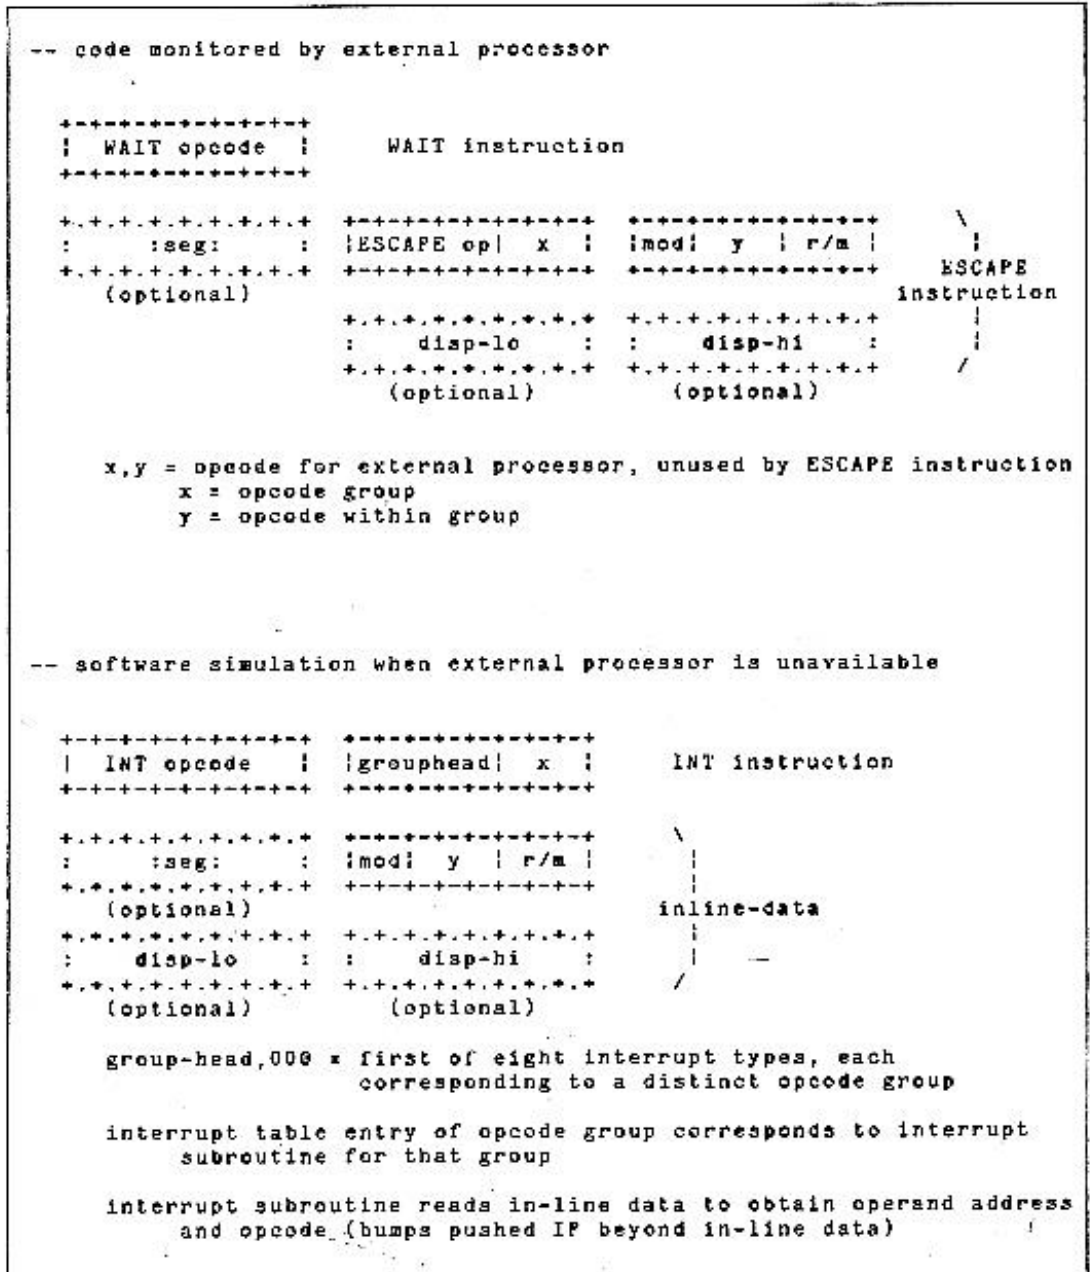 -- code monitored by external processor
+-+-+-+-+-+-+-+-+
|  WAIT opcode  |     WAIT instruction
+-+-+-+-+-+-+-+-+
+.+.+.+.+.+.+.+.+  +-+-+-+-+-+-+-+-+  +-+-+-+-+-+-+-+-+     \
:     :seg:     :  |ESCAPE op|  x  |  |mod|  y  | r/m |      |
+.+.+.+.+.+.+.+.+  +-+-+-+-+-+-+-+-+  +-+-+-+-+-+-+-+-+    ESCAPE
(optional)    instruction
+.+.+.+.+.+.+.+.+  +.+.+.+.+.+.+.+.+      |
:    disp-lo    :  :    disp-hi    :      |
+.+.+.+.+.+.+.+.+  +.+.+.+.+.+.+.+.+     /
(optional)    (optional)
x,y = opcode for external processor, unused by ESCAPE instruction
x = opcode group
y = opcode within group
-- software simulation when external processor is unavailable
+-+-+-+-+-+-+-+-+  +-+-+-+-+-+-+-+-+
|  INT opcode   |  |grouphead|  x  |     INT instruction
+-+-+-+-+-+-+-+-+  +-+-+-+-+-+-+-+-+
+.+.+.+.+.+.+.+.+  +-+-+-+-+-+-+-+-+     \
:     :seg:     :  |mod|  y  | r/m |      |
+.+.+.+.+.+.+.+.+  +-+-+-+-+-+-+-+-+      |
(optional)    inline-data
+.+.+.+.+.+.+.+.+  +.+.+.+.+.+.+.+.+      |
:    disp-lo    :  :    disp-hi    :      |
+.+.+.+.+.+.+.+.+  +.+.+.+.+.+.+.+.+     /
(optional)    (optional)
group-head,000 = first of eight interrupt types, each
corresponding to a distinct opcode group
interrupt table entry of opcode group corresponds to interrupt
subroutine for that group
interrupt subroutine reads in-line data to obtain operand address
and opcode (bumps pushed IP beyond in-line data)